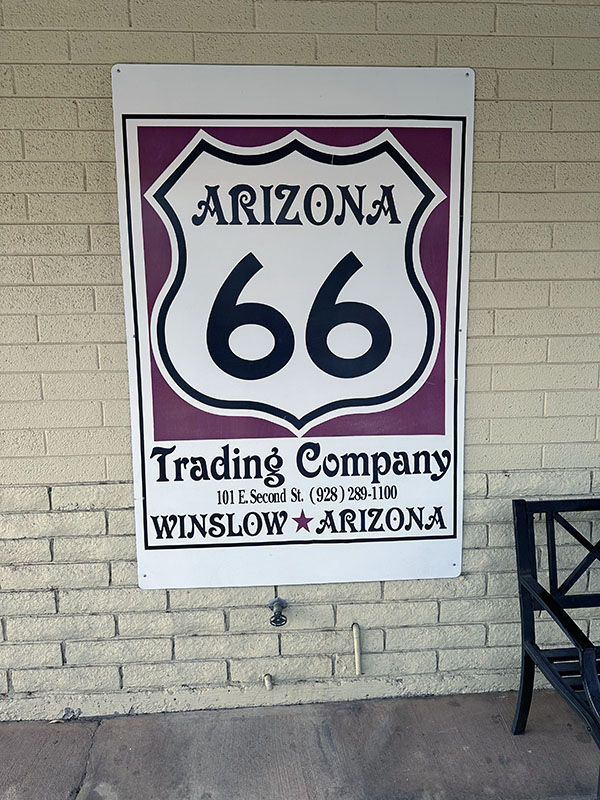 ARIZONA
66
Trading Company
101 E. Second St. (928) 289-1100
WINSLOW ★ ARIZONA